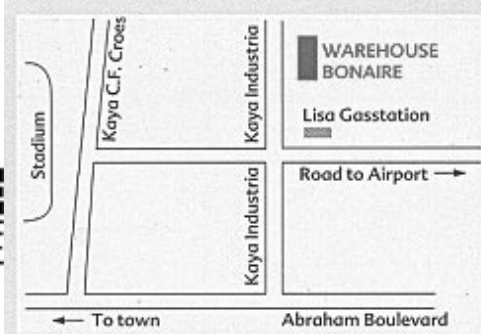 Kaya C.F. Croes
Kaya Industria
WAREHOUSE
BONAIRE
Lisa Gasstation
Stadium
Road to Airport
Kaya Industria
To town
Abraham Boulevard